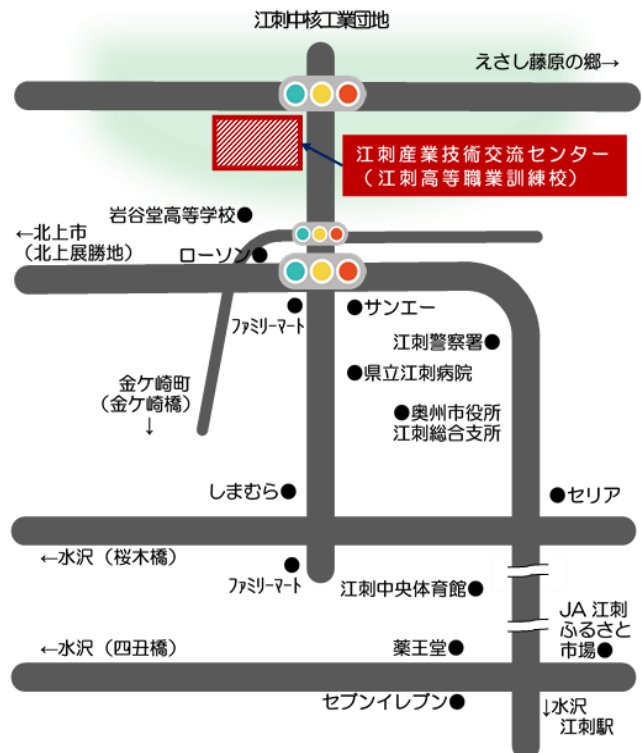 江刺中核工業団地
えさし藤原の郷→
江刺産業技術交流センター
（江刺高等職業訓練校）
岩谷堂高等学校●
←北上市
（北上展勝地）
ローソン●
ﾌｧﾐﾘｰﾏｰﾄ
●サンエー
江刺警察署●
●県立江刺病院
金ケ崎町
（金ケ崎橋）
↓
●奥州市役所
江刺総合支所
しまむら●
●セリア
←水沢（桜木橋）
ﾌｧﾐﾘｰﾏｰﾄ
江刺中央体育館●
JA 江刺
ふるさと
市場●
←水沢（四丑橋）
薬王堂●
セブンイレブン●
↓水沢
江刺駅